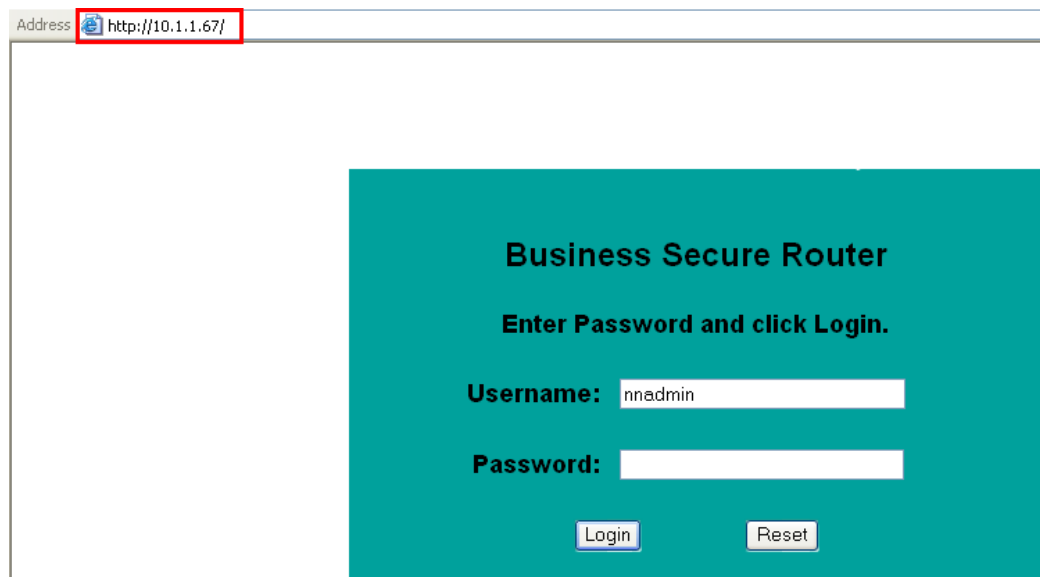 Address http://10.1.1.67/
Business Secure Router
Enter Password and click Login.
Username: nnadmin
Password:
Login Reset